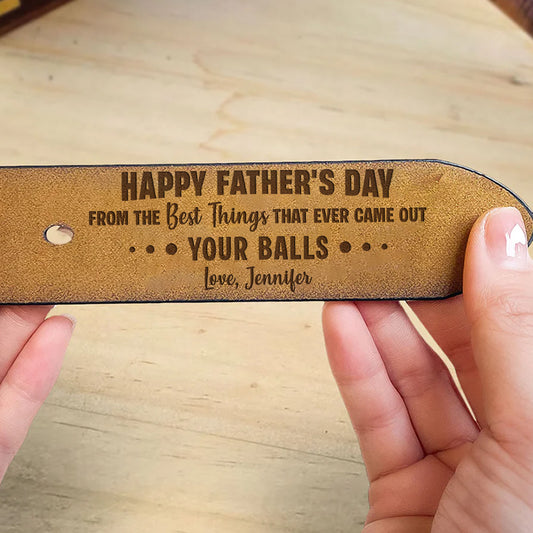 HAPPY FATHER'S DAY
FROM THE Best Things THAT EVER CAME OUT
YOUR BALLS
Love, Jennifer